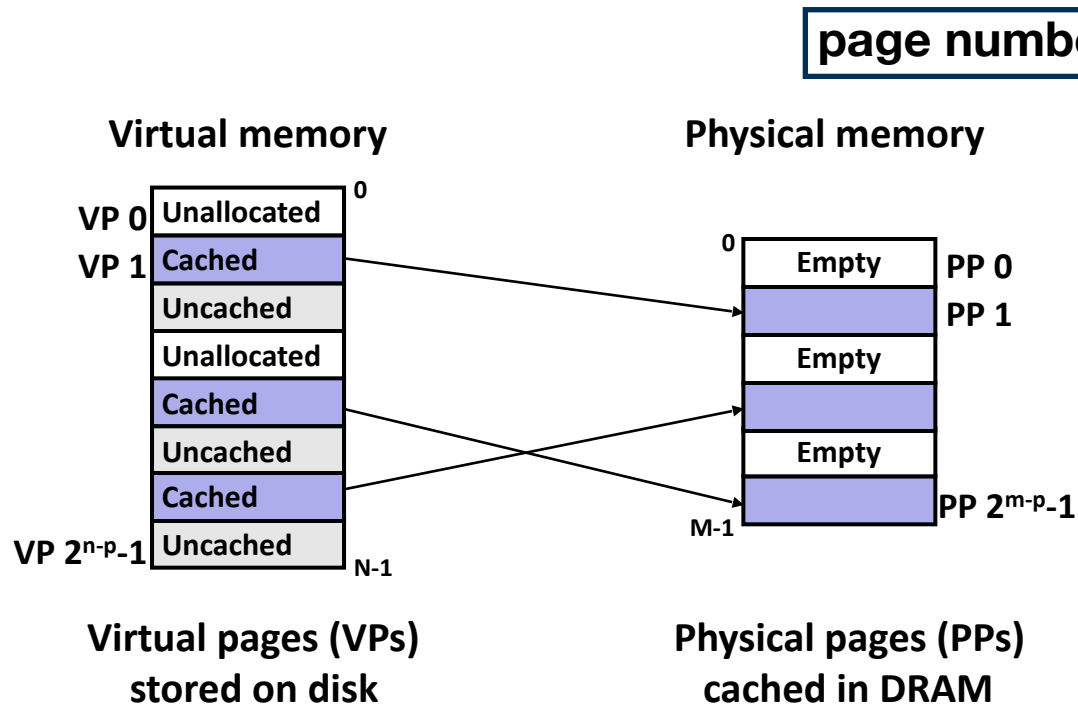 page numbe
Virtual memory
Physical memory
0
VP 0
Unallocated
VP 1
Cached
Uncached
Unallocated
Cached
Uncached
Cached
VP 2ⁿ⁻ᵖ-1
Uncached
N-1
0
Empty
PP 0
PP 1
Empty
Empty
PP 2ᵐ⁻ᵖ-1
M-1
Virtual pages (VPs)
stored on disk
Physical pages (PPs)
cached in DRAM